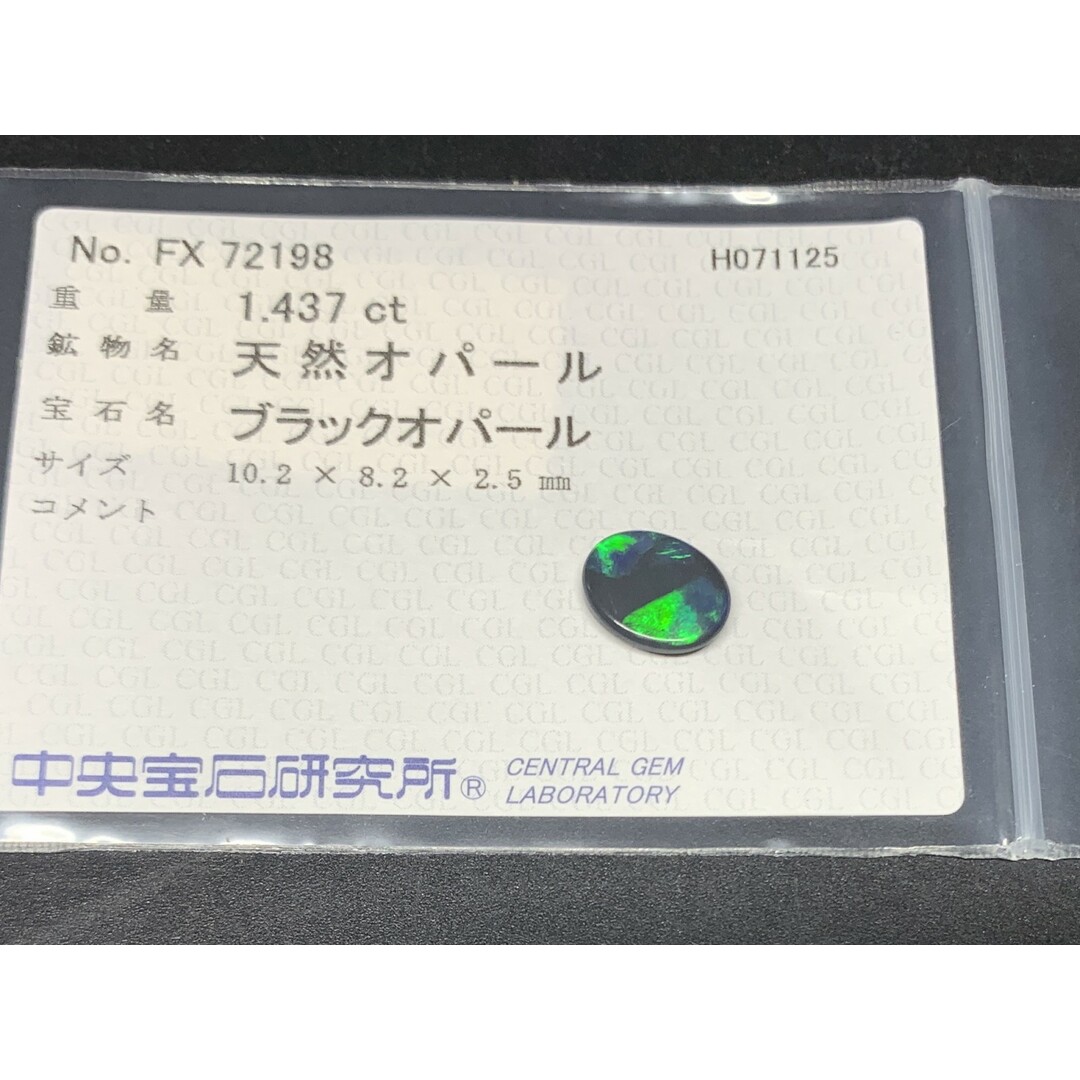 No. FX 72198 H071125
重量 1.437 ct
鉱物名 天然オパール
宝石名 ブラックオパール
サイズ 10.2 × 8.2 × 2.5 mm
コメント
中央宝石研究所® CENTRAL GEM
LABORATORY